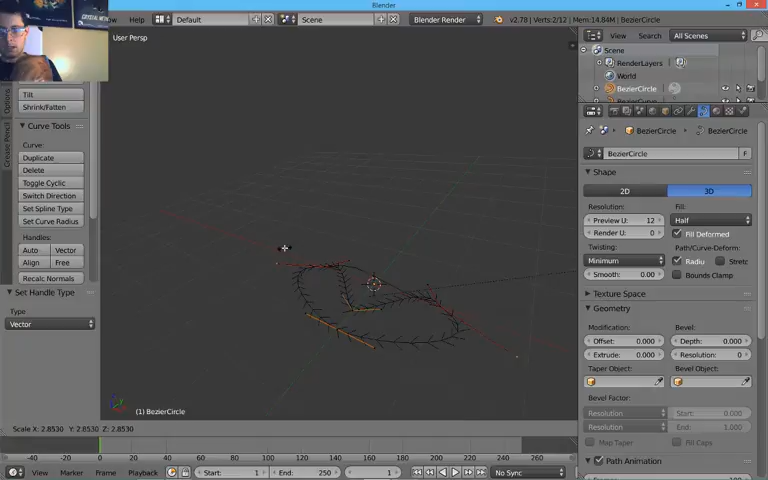 Blender
Help
Default
Scene
Blender Render
v2.78 | Verts:2/12 | Mem:14.84M | BezierCircle
User Persp
View
Search
All Scenes
Scene
RenderLayers
World
BezierCircle
BezierCircle
BezierCircle
BezierCircle
F
Options
Grease Pencil
Tilt
Shrink/Fatten
Curve Tools
Curve:
Duplicate
Delete
Toggle Cyclic
Switch Direction
Set Spline Type
Set Curve Radius
Handles:
Auto
Vector
Align
Free
Recalc Normals
Set Handle Type
Type
Vector
Shape
2D
3D
Resolution:
Fill:
Preview U: 12
Half
Render U: 0
Fill Deformed
Twisting:
Path/Curve-Deform:
Minimum
Radiu
Stretc
Smooth: 0.00
Bounds Clamp
Texture Space
Geometry
Modification:
Bevel:
Offset: 0.000
Depth: 0.000
Extrude: 0.000
Resolution: 0
Taper Object:
Bevel Object:
Bevel Factor:
Resolution
Start: 0.000
Resolution
End: 1.000
Map Taper
Fill Caps
Path Animation
(1) BezierCircle
Scale X: 2.8530 Y: 2.8530 Z: 2.8530
-40
-20
0
20
40
60
80
100
120
140
160
180
200
220
240
260
View
Marker
Frame
Playback
Start: 1
End: 250
1
No Sync